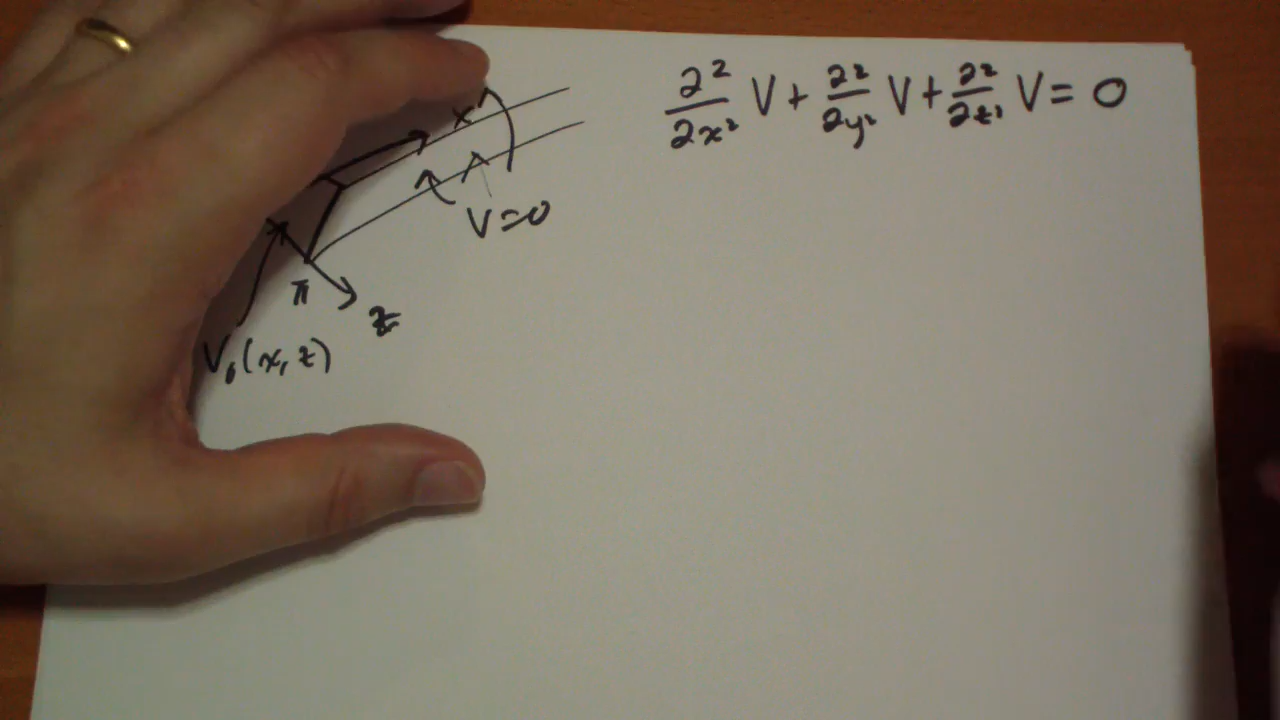 ∂²/∂x² V + ∂²/∂y² V + ∂²/∂z² V = 0
x
V=0
π
z
V₀(x,z)